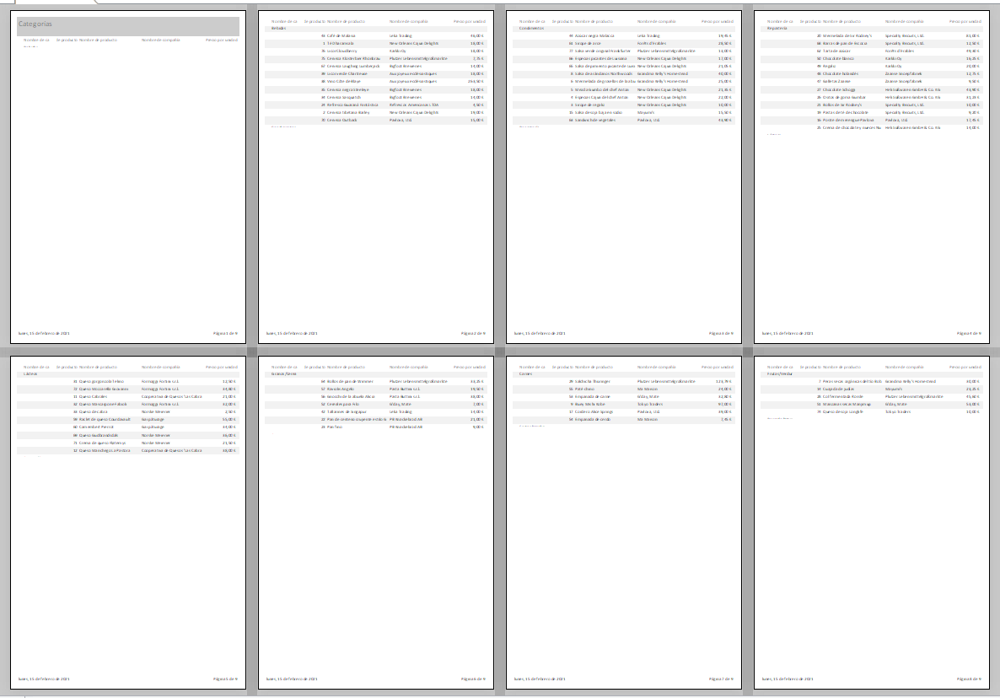 Categorías
Nombre de ca de producto Nombre de producto Nombre de compañía Precio por unidad
lunes, 15 de febrero de 2021 Página 1 de 9
Nombre de ca de producto Nombre de producto Nombre de compañía Precio por unidad
Bebidas
43 Café de Malasia Leka Trading 46,00 €
1 Té Dharamsala New Orleans Cajun Delights 18,00 €
76 Licor Cloudberry Karkki Oy 18,00 €
75 Cerveza Klosterbier Rhönbräu Plutzer Lebensmittelgroßmärkte 7,75 €
67 Cerveza Laughing Lumberjack Bigfoot Breweries 14,00 €
39 Licor verde Chartreuse Aux joyeux ecclésiastiques 18,00 €
38 Vino Côte de Blaye Aux joyeux ecclésiastiques 263,50 €
35 Cerveza negra Steeleye Bigfoot Breweries 18,00 €
34 Cerveza Sasquatch Bigfoot Breweries 14,00 €
24 Refresco Guaraná Fantástica Refrescos Americanas LTDA 4,50 €
2 Cerveza tibetana Barley New Orleans Cajun Delights 19,00 €
70 Cerveza Outback Pavlova, Ltd. 15,00 €
lunes, 15 de febrero de 2021 Página 2 de 9
Nombre de ca de producto Nombre de producto Nombre de compañía Precio por unidad
Condimentos
44 Azúcar negra Malacca Leka Trading 19,45 €
61 Sirope de arce Forêts d'érables 28,50 €
77 Salsa verde original Frankfurter Plutzer Lebensmittelgroßmärkte 13,00 €
66 Especias picantes de Louisiana New Orleans Cajun Delights 17,00 €
65 Salsa de pimiento picante de Luisi New Orleans Cajun Delights 21,05 €
8 Salsa de arándanos Northwoods Grandma Kelly's Homestead 40,00 €
6 Mermelada de grosellas de la abu Grandma Kelly's Homestead 25,00 €
5 Mezcla Gumbo del chef Anton New Orleans Cajun Delights 21,35 €
4 Especias Cajun del chef Anton New Orleans Cajun Delights 22,00 €
3 Sirope de regaliz New Orleans Cajun Delights 10,00 €
15 Salsa de soja baja en sodio Mayumi's 15,50 €
63 Sandwich de vegetales Pavlova, Ltd. 43,90 €
lunes, 15 de febrero de 2021 Página 3 de 9
Nombre de ca de producto Nombre de producto Nombre de compañía Precio por unidad
Repostería
20 Mermelada de Sir Rodney's Specialty Biscuits, Ltd. 81,00 €
68 Barras de pan de Escocia Specialty Biscuits, Ltd.
62 Tarta de azúcar Forêts d'érables 49,30 €
50 Chocolate blanco Karkki Oy 16,25 €
49 Regaliz Karkki Oy 20,00 €
48 Chocolate holandés Zaanse Snoepfabriek 12,75 €
47 Galletas Zaanse Zaanse Snoepfabriek 9,50 €
27 Chocolate Schoggi Heli Süßwaren GmbH & Co. KG 43,90 €
26 Ositos de goma Gumbär Heli Süßwaren GmbH & Co. KG 31,23 €
21 Bollos de Sir Rodney's Specialty Biscuits, Ltd. 10,00 €
19 Pastas de té de chocolate Specialty Biscuits, Ltd. 9,20 €
16 Postre de merengue Pavlova Pavlova, Ltd. 17,45 €
25 Crema de chocolate y nueces Nu Heli Süßwaren GmbH & Co. KG 14,00 €
lunes, 15 de febrero de 2021 Página 4 de 9
Nombre de ca de producto Nombre de producto Nombre de compañía Precio por unidad
Lácteos
31 Queso gorgonzola Telino Formaggi Fortini s.r.l. 12,50 €
72 Queso Mozzarella Giovanni Formaggi Fortini s.r.l. 34,80 €
11 Queso Cabrales Cooperativa de Quesos 'Las Cabra 21,00 €
32 Queso Mascarpone Fabioli Formaggi Fortini s.r.l. 32,00 €
33 Queso de cabra Norske Meierier 2,50 €
59 Raclet de queso Courdavault Gai pâturage 55,00 €
60 Camembert Pierrot Gai pâturage 34,00 €
69 Queso Gudbrandsdals Norske Meierier 36,00 €
71 Crema de queso Fløtemys Norske Meierier 21,50 €
12 Queso Manchego La Pastora Cooperativa de Quesos 'Las Cabra 38,00 €
lunes, 15 de febrero de 2021 Página 5 de 9
Nombre de ca de producto Nombre de producto Nombre de compañía Precio por unidad
Granos/Cerea
64 Bollos de pan de Wimmer Plutzer Lebensmittelgroßmärkte 33,25 €
57 Raviolis Angelo Pasta Buttini s.r.l. 19,50 €
56 Gnocchi de la abuela Alicia Pasta Buttini s.r.l. 38,00 €
52 Cereales para Filo G'day, Mate 7,00 €
42 Tallarines de Singapur Leka Trading 14,00 €
22 Pan de centeno crujiente estilo G PB Knäckebröd AB 21,00 €
23 Pan fino PB Knäckebröd AB 9,00 €
lunes, 15 de febrero de 2021 Página 6 de 9
Nombre de ca de producto Nombre de producto Nombre de compañía Precio por unidad
Carnes
29 Salchicha Thüringer Plutzer Lebensmittelgroßmärkte 123,79 €
55 Paté chino Ma Maison 24,00 €
53 Empanada de carne G'day, Mate 32,80 €
9 Buey Mishi Kobe Tokyo Traders 97,00 €
17 Cordero Alice Springs Pavlova, Ltd. 39,00 €
54 Empanada de cerdo Ma Maison 7,45 €
lunes, 15 de febrero de 2021 Página 7 de 9
Nombre de ca de producto Nombre de producto Nombre de compañía Precio por unidad
Frutas/Verdur
7 Peras secas orgánicas del tío Bob Grandma Kelly's Homestead 30,00 €
14 Cuajada de judías Mayumi's 23,25 €
28 Col fermentada Rössle Plutzer Lebensmittelgroßmärkte 45,60 €
51 Manzanas secas Manjimup G'day, Mate 53,00 €
74 Queso de soja Longlife Tokyo Traders 10,00 €
lunes, 15 de febrero de 2021 Página 8 de 9